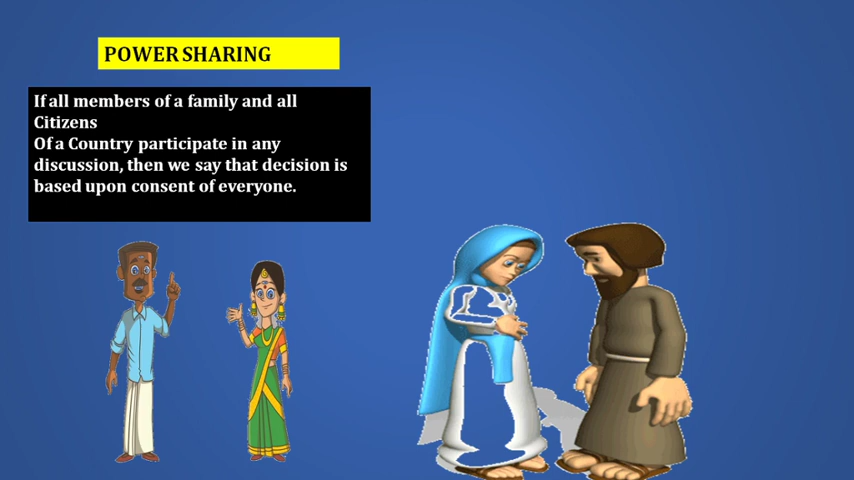 POWER SHARING
If all members of a family and all
Citizens
Of a Country participate in any
discussion, then we say that decision is
based upon consent of everyone.